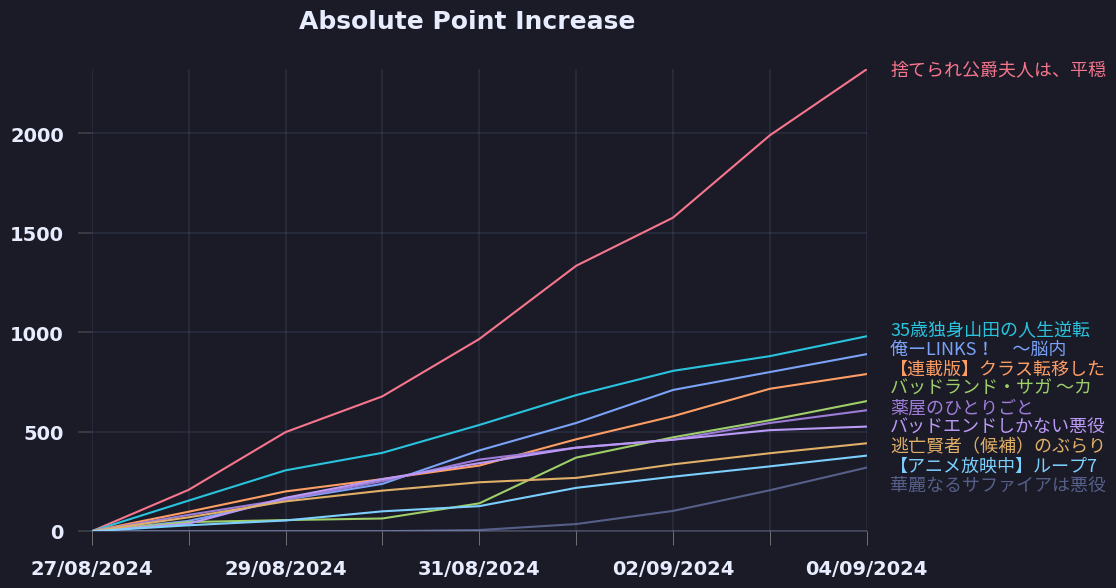 Absolute Point Increase
2000
1500
1000
500
0
27/08/2024
29/08/2024
31/08/2024
02/09/2024
04/09/2024
捨てられ公爵夫人は、平穏
35歳独身山田の人生逆転
俺ーLINKS！　～脳内
【連載版】クラス転移した
バッドランド・サガ ～カ
薬屋のひとりごと
バッドエンドしかない悪役
逃亡賢者（候補）のぶらり
【アニメ放映中】ループ7
華麗なるサファイアは悪役